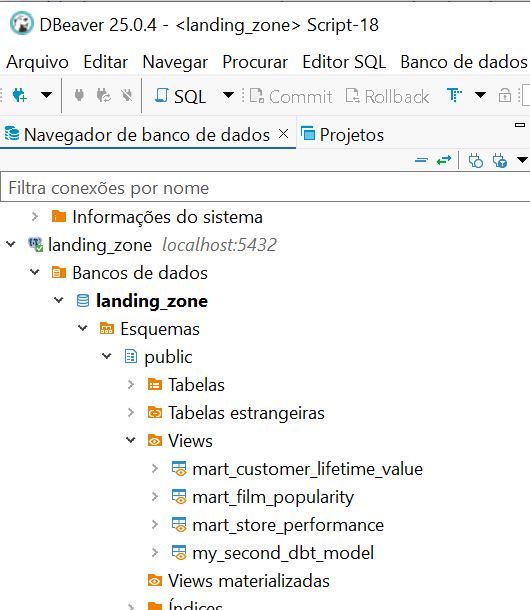 DBeaver 25.0.4 - <landing_zone> Script-18
Arquivo Editar Navegar Procurar Editor SQL Banco de dados
SQL Commit Rollback
Navegador de banco de dados Projetos
Filtra conexões por nome
Informações do sistema
landing_zone localhost:5432
Bancos de dados
landing_zone
Esquemas
public
Tabelas
Tabelas estrangeiras
Views
mart_customer_lifetime_value
mart_film_popularity
mart_store_performance
my_second_dbt_model
Views materializadas
Índices